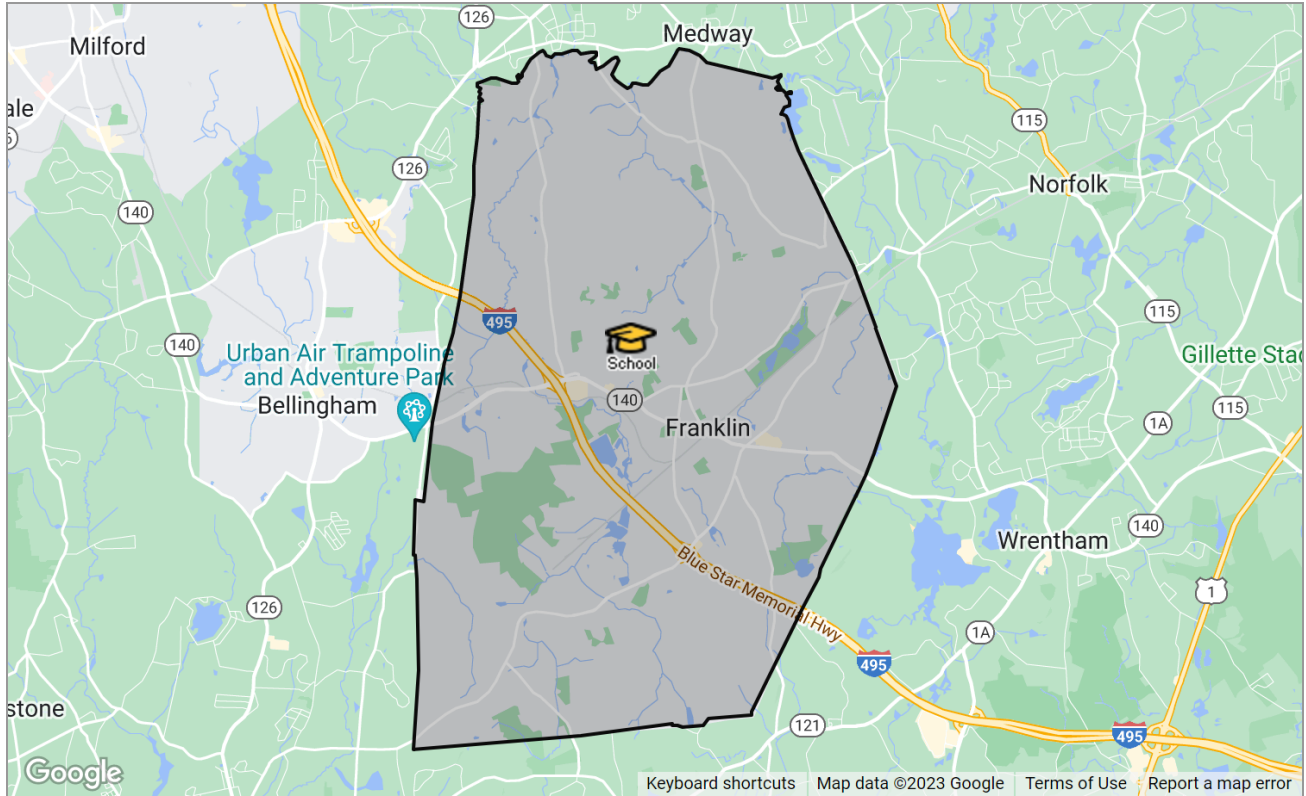 126
Medway
Milford
ale
115
126
Norfolk
140
495
115
140
School
Urban Air Trampoline
and Adventure Park
Gillette Stad
Bellingham
140
115
1A
Franklin
140
Wrentham
Blue Star Memorial Hwy
1
126
1A
495
stone
121
495
Google
Keyboard shortcuts
Map data ©2023 Google
Terms of Use
Report a map error